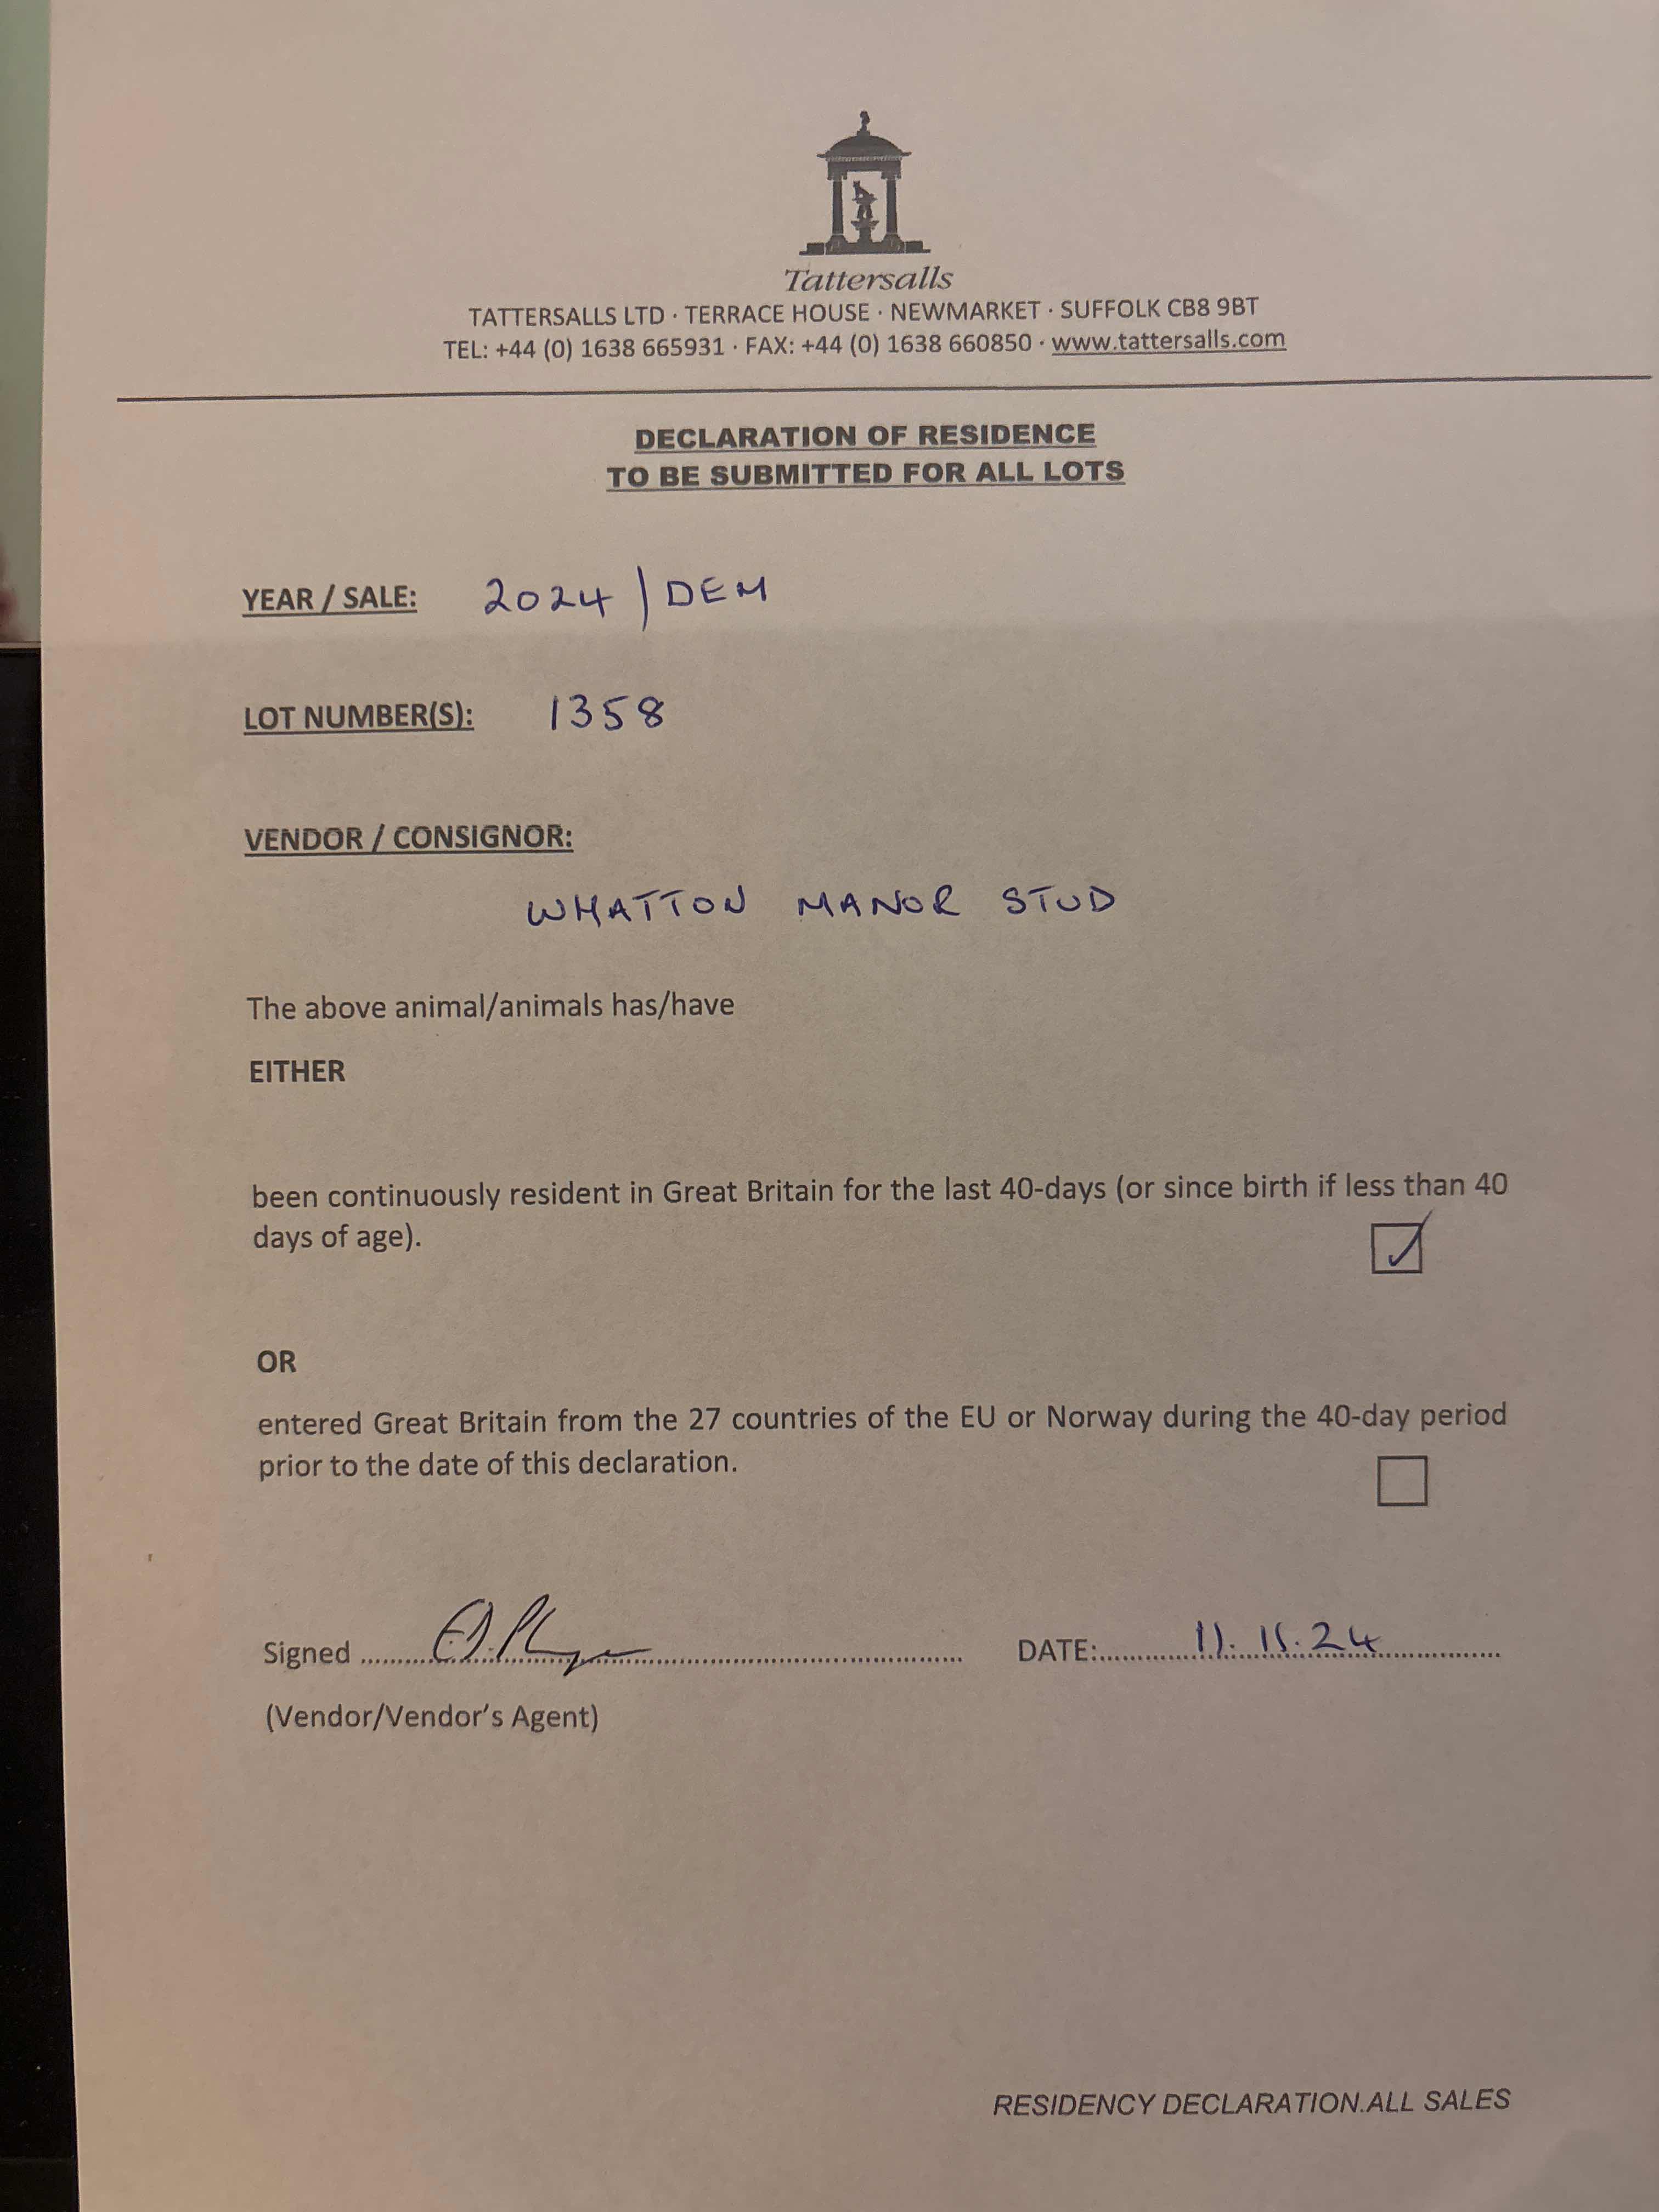 Tattersalls
TATTERSALLS LTD · TERRACE HOUSE · NEWMARKET · SUFFOLK CB8 9BT
TEL: +44 (0) 1638 665931 · FAX: +44 (0) 1638 660850 · www.tattersalls.com
DECLARATION OF RESIDENCE
TO BE SUBMITTED FOR ALL LOTS
YEAR / SALE: 2024 / DEM
LOT NUMBER(S): 1358
VENDOR / CONSIGNOR:
WHATTON MANOR STUD
The above animal/animals has/have
EITHER
been continuously resident in Great Britain for the last 40-days (or since birth if less than 40
days of age). ☑
OR
entered Great Britain from the 27 countries of the EU or Norway during the 40-day period
prior to the date of this declaration. ☐
Signed DATE:
(Vendor/Vendor's Agent)
RESIDENCY DECLARATION.ALL SALES